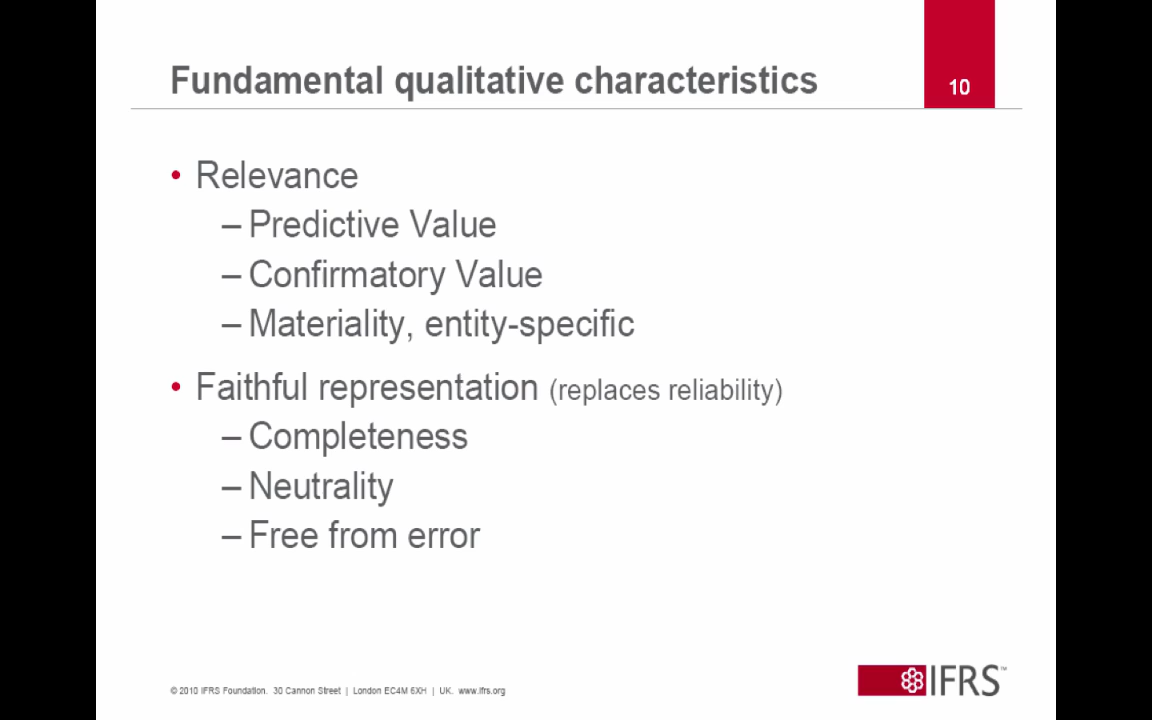 Fundamental qualitative characteristics
10
• Relevance
– Predictive Value
– Confirmatory Value
– Materiality, entity-specific
• Faithful representation (replaces reliability)
– Completeness
– Neutrality
– Free from error
© 2010 IFRS Foundation. 30 Cannon Street | London EC4M 6XH | UK. www.ifrs.org
IFRS™